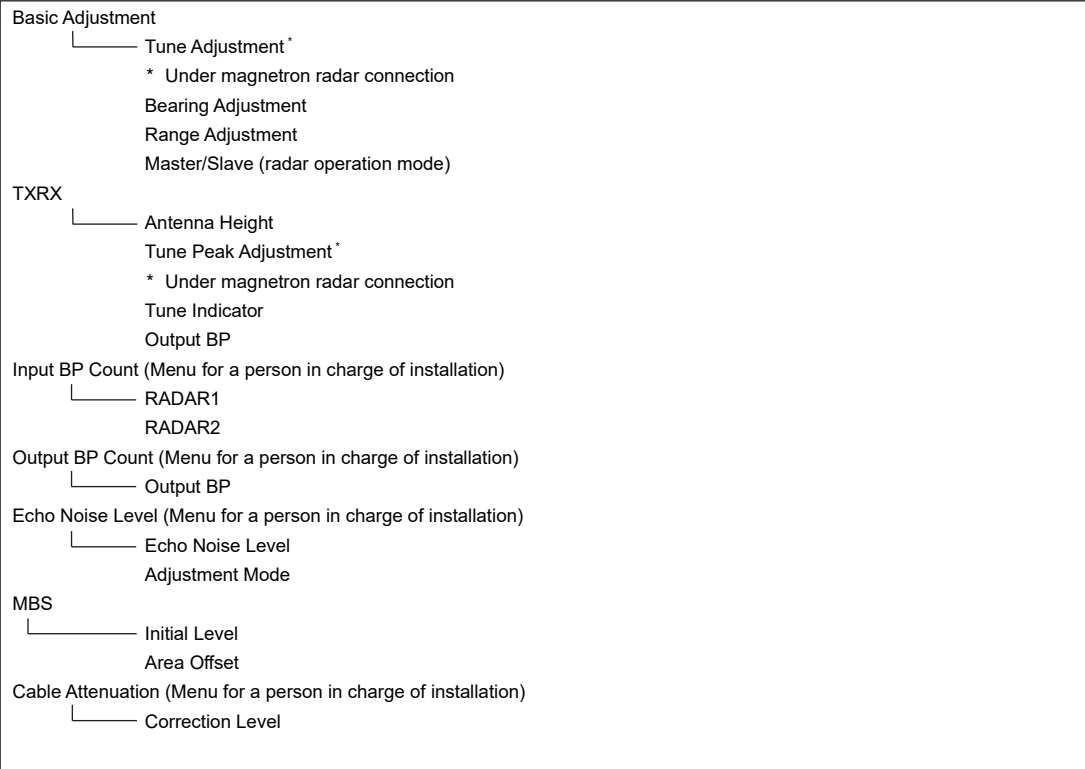 Basic Adjustment
Tune Adjustment*
* Under magnetron radar connection
Bearing Adjustment
Range Adjustment
Master/Slave (radar operation mode)
TXRX
Antenna Height
Tune Peak Adjustment*
* Under magnetron radar connection
Tune Indicator
Output BP
Input BP Count (Menu for a person in charge of installation)
RADAR1
RADAR2
Output BP Count (Menu for a person in charge of installation)
Output BP
Echo Noise Level (Menu for a person in charge of installation)
Echo Noise Level
Adjustment Mode
MBS
Initial Level
Area Offset
Cable Attenuation (Menu for a person in charge of installation)
Correction Level